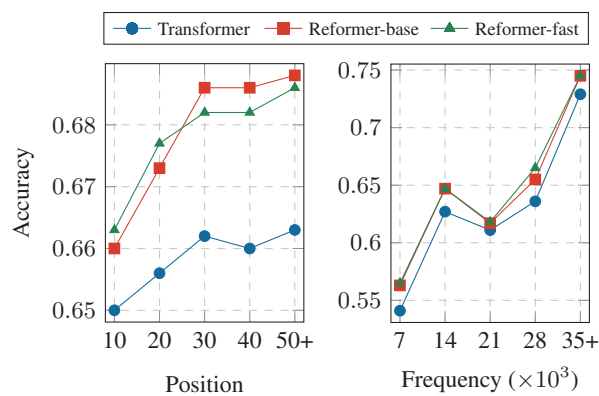 Transformer Reformer-base Reformer-fast
Accuracy
0.68
0.67
0.66
0.65
10 20 30 40 50+
Position
0.75
0.7
0.65
0.6
0.55
7 14 21 28 35+
Frequency (×10³)